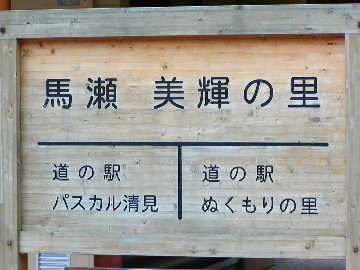 馬瀬 美輝の里
道の駅
パスカル清見
道の駅
ぬくもりの里